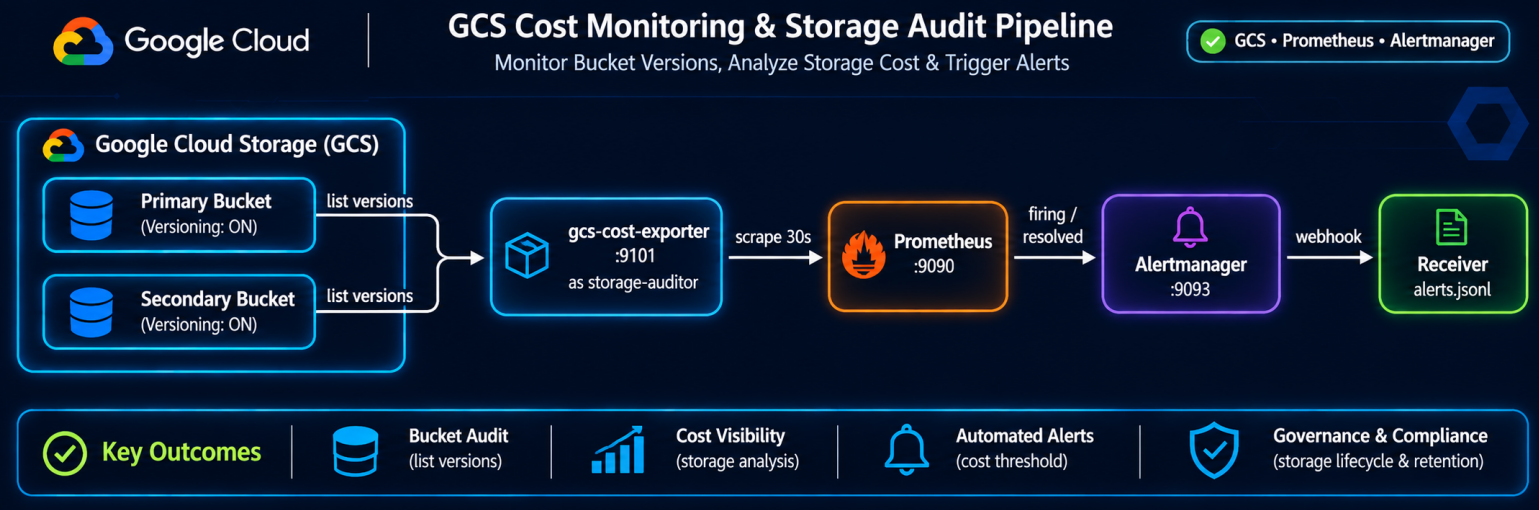 Google Cloud
GCS Cost Monitoring & Storage Audit Pipeline
Monitor Bucket Versions, Analyze Storage Cost & Trigger Alerts
GCS • Prometheus • Alertmanager
Google Cloud Storage (GCS)
Primary Bucket
(Versioning: ON)
list versions
Secondary Bucket
(Versioning: ON)
list versions
gcs-cost-exporter
:9101
as storage-auditor
scrape 30s
Prometheus
:9090
firing /
resolved
Alertmanager
:9093
webhook
Receiver
alerts.jsonl
Key Outcomes
Bucket Audit
(list versions)
Cost Visibility
(storage analysis)
Automated Alerts
(cost threshold)
Governance & Compliance
(storage lifecycle & retention)